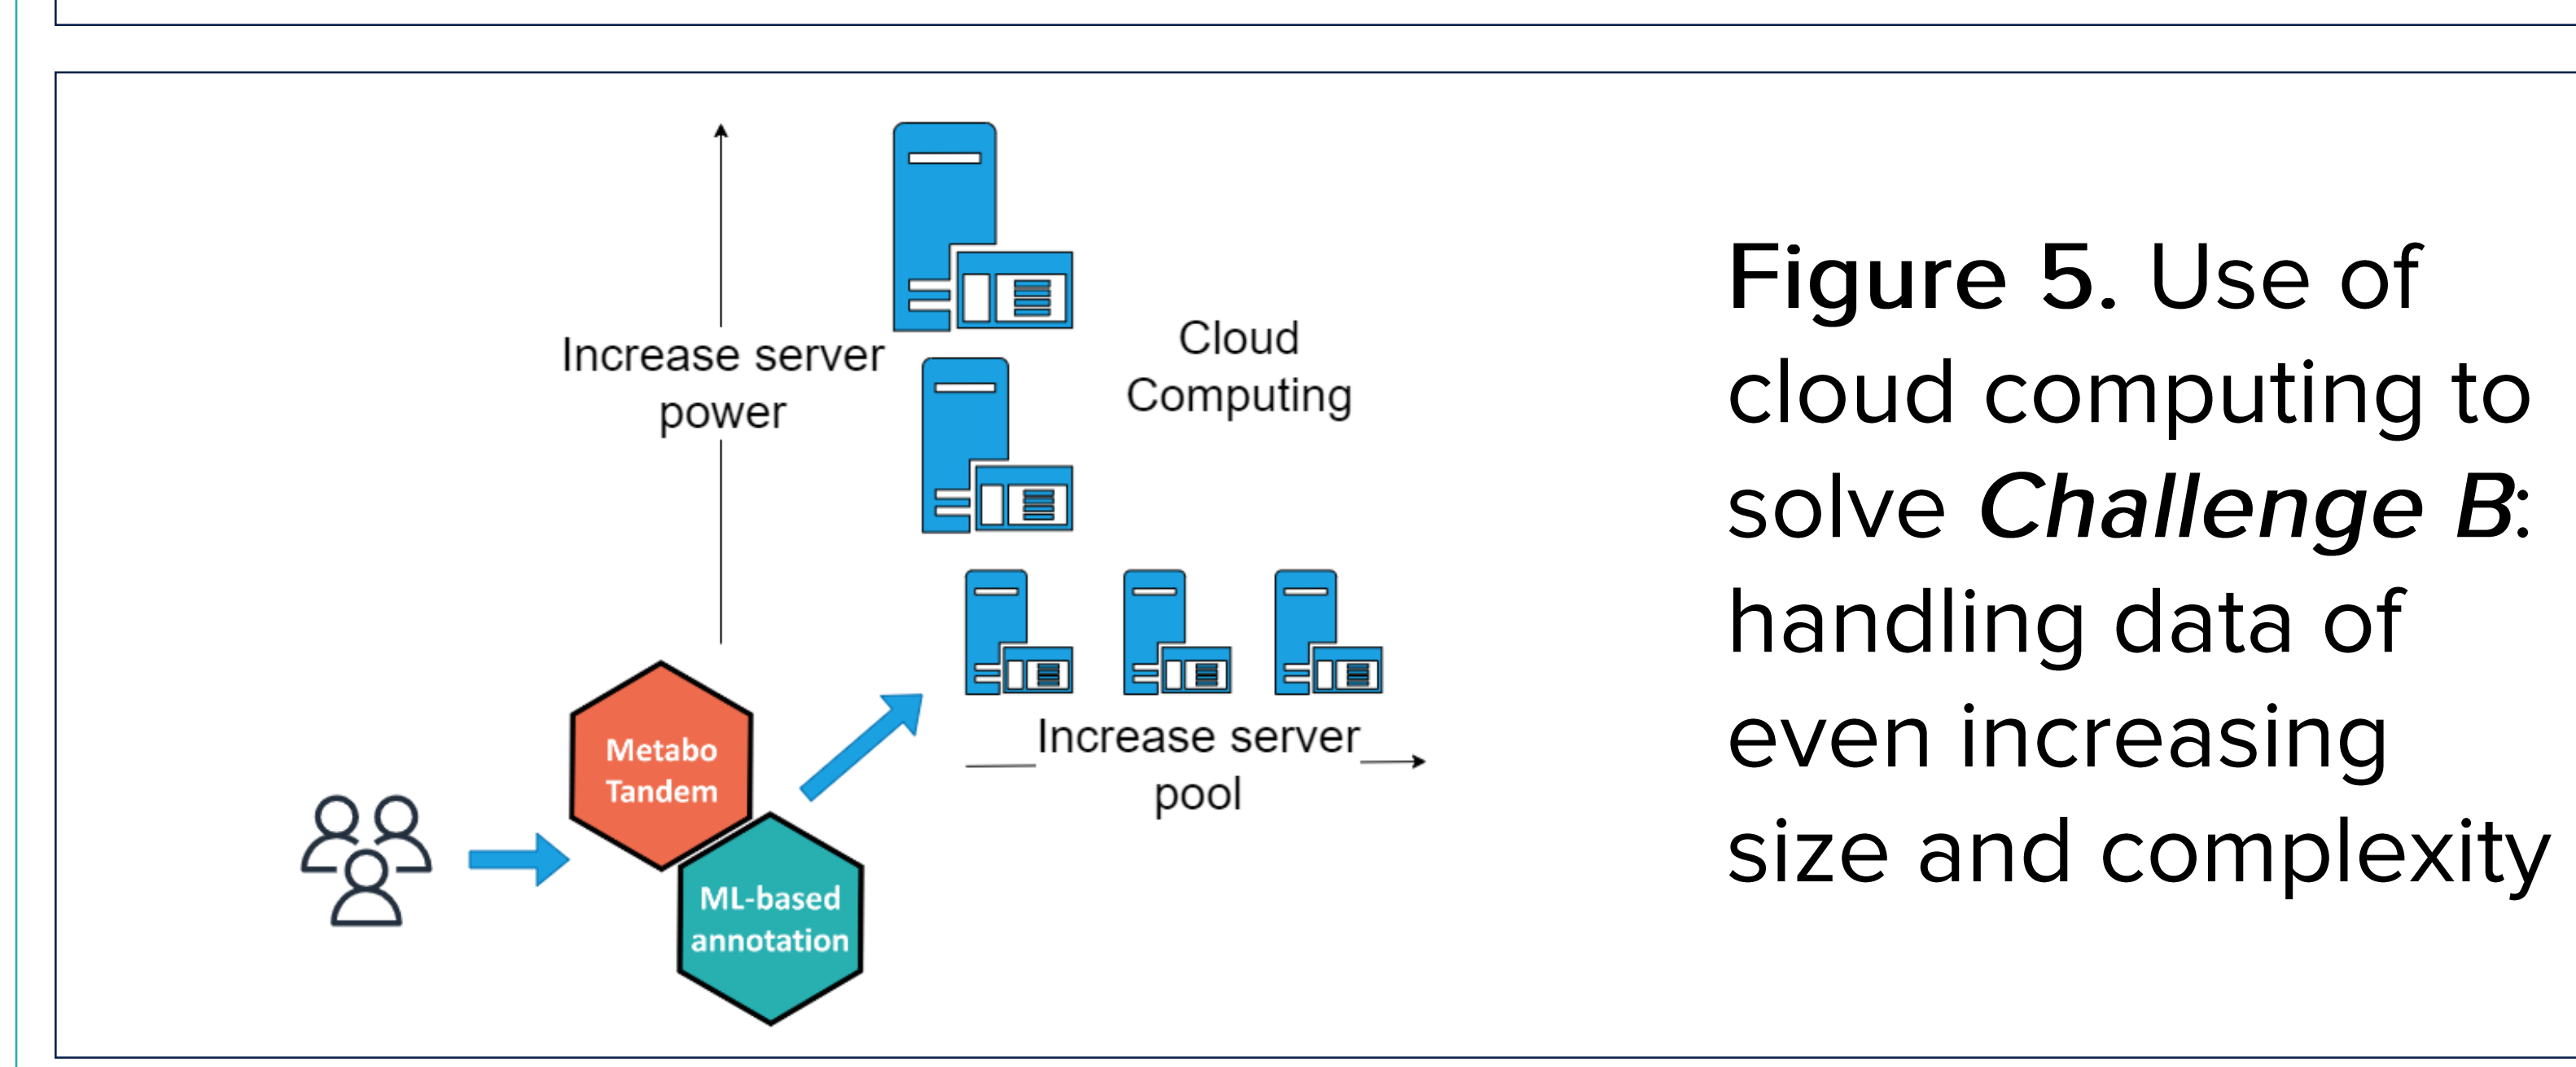 Increase server
power
Cloud
Computing
Increase server
pool
Metabo
Tandem
ML-based
annotation
Figure 5. Use of
cloud computing to
solve Challenge B:
handling data of
even increasing
size and complexity